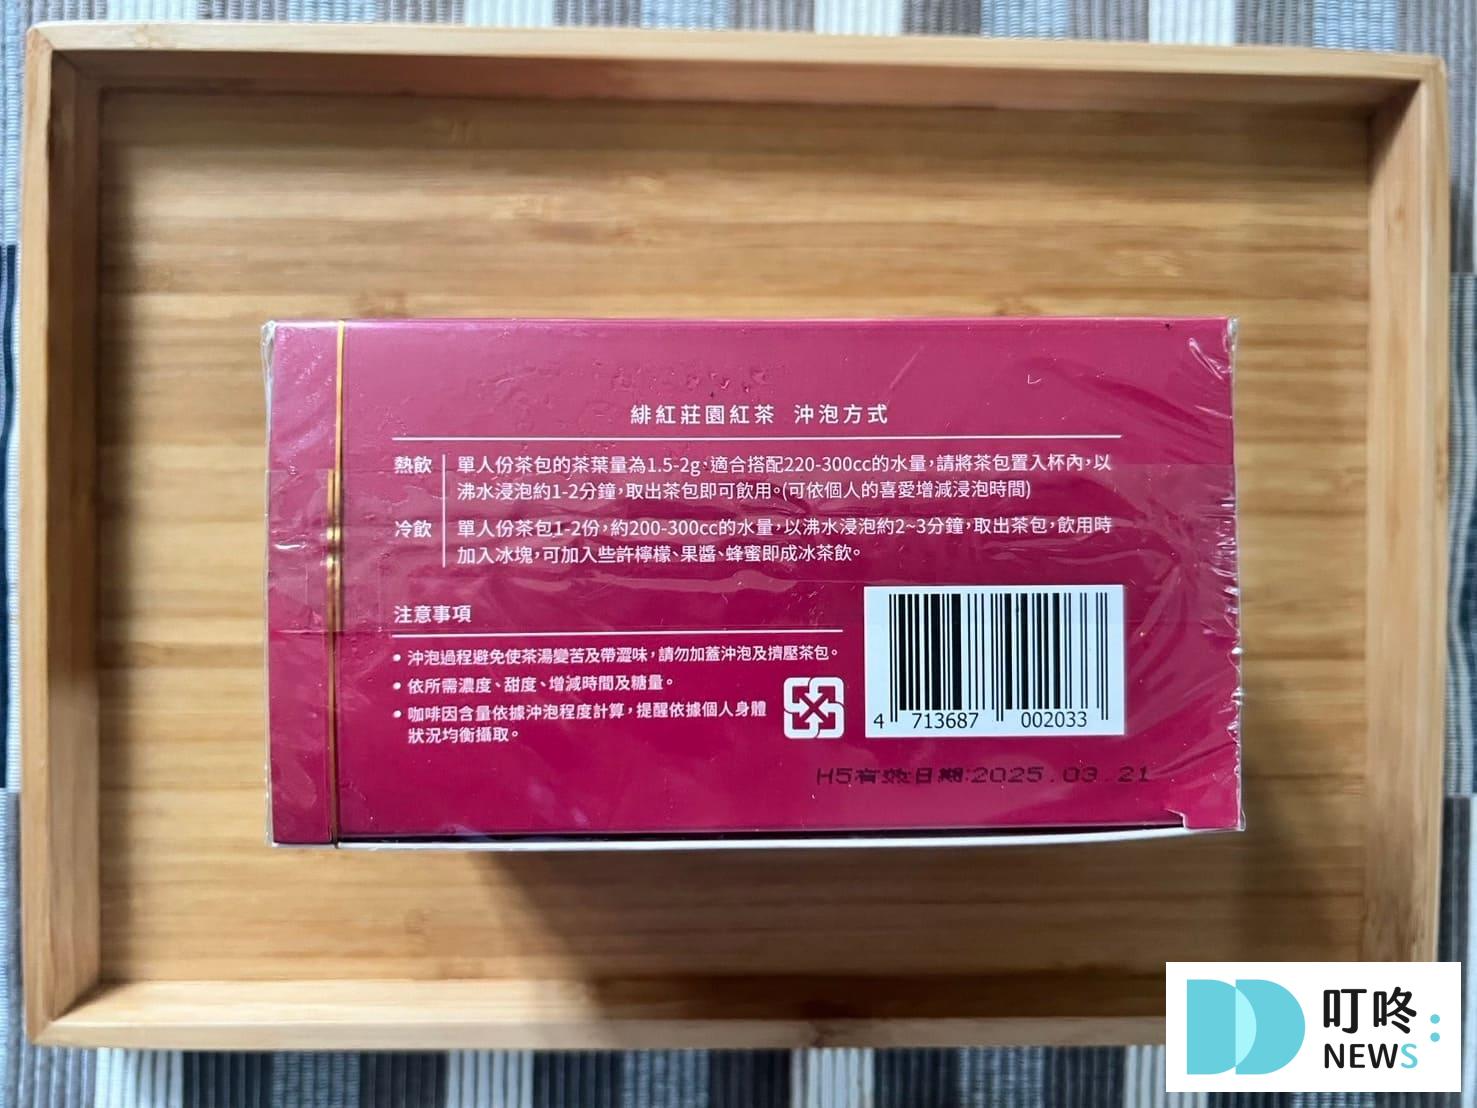 緋紅莊園紅茶 沖泡方式
熱飲 單人份茶包的茶葉量為1.5-2g,適合搭配220-300cc的水量,請將茶包置入杯內,以
沸水浸泡約1-2分鐘,取出茶包即可飲用。(可依個人的喜愛增減浸泡時間)
冷飲 單人份茶包1-2份,約200-300cc的水量,以沸水浸泡約2~3分鐘,取出茶包,飲用時
加入冰塊,可加入些許檸檬、果醬、蜂蜜即成冰茶飲。
注意事項
• 沖泡過程避免使茶湯變苦及帶澀味,請勿加蓋沖泡及擠壓茶包。
• 依所需濃度、甜度、增減時間及糖量。
• 咖啡因含量依據沖泡程度計算,提醒依據個人身體
狀況均衡攝取。
4 713687 002033
H5有效日期:2025.03.21
叮咚
NEWS